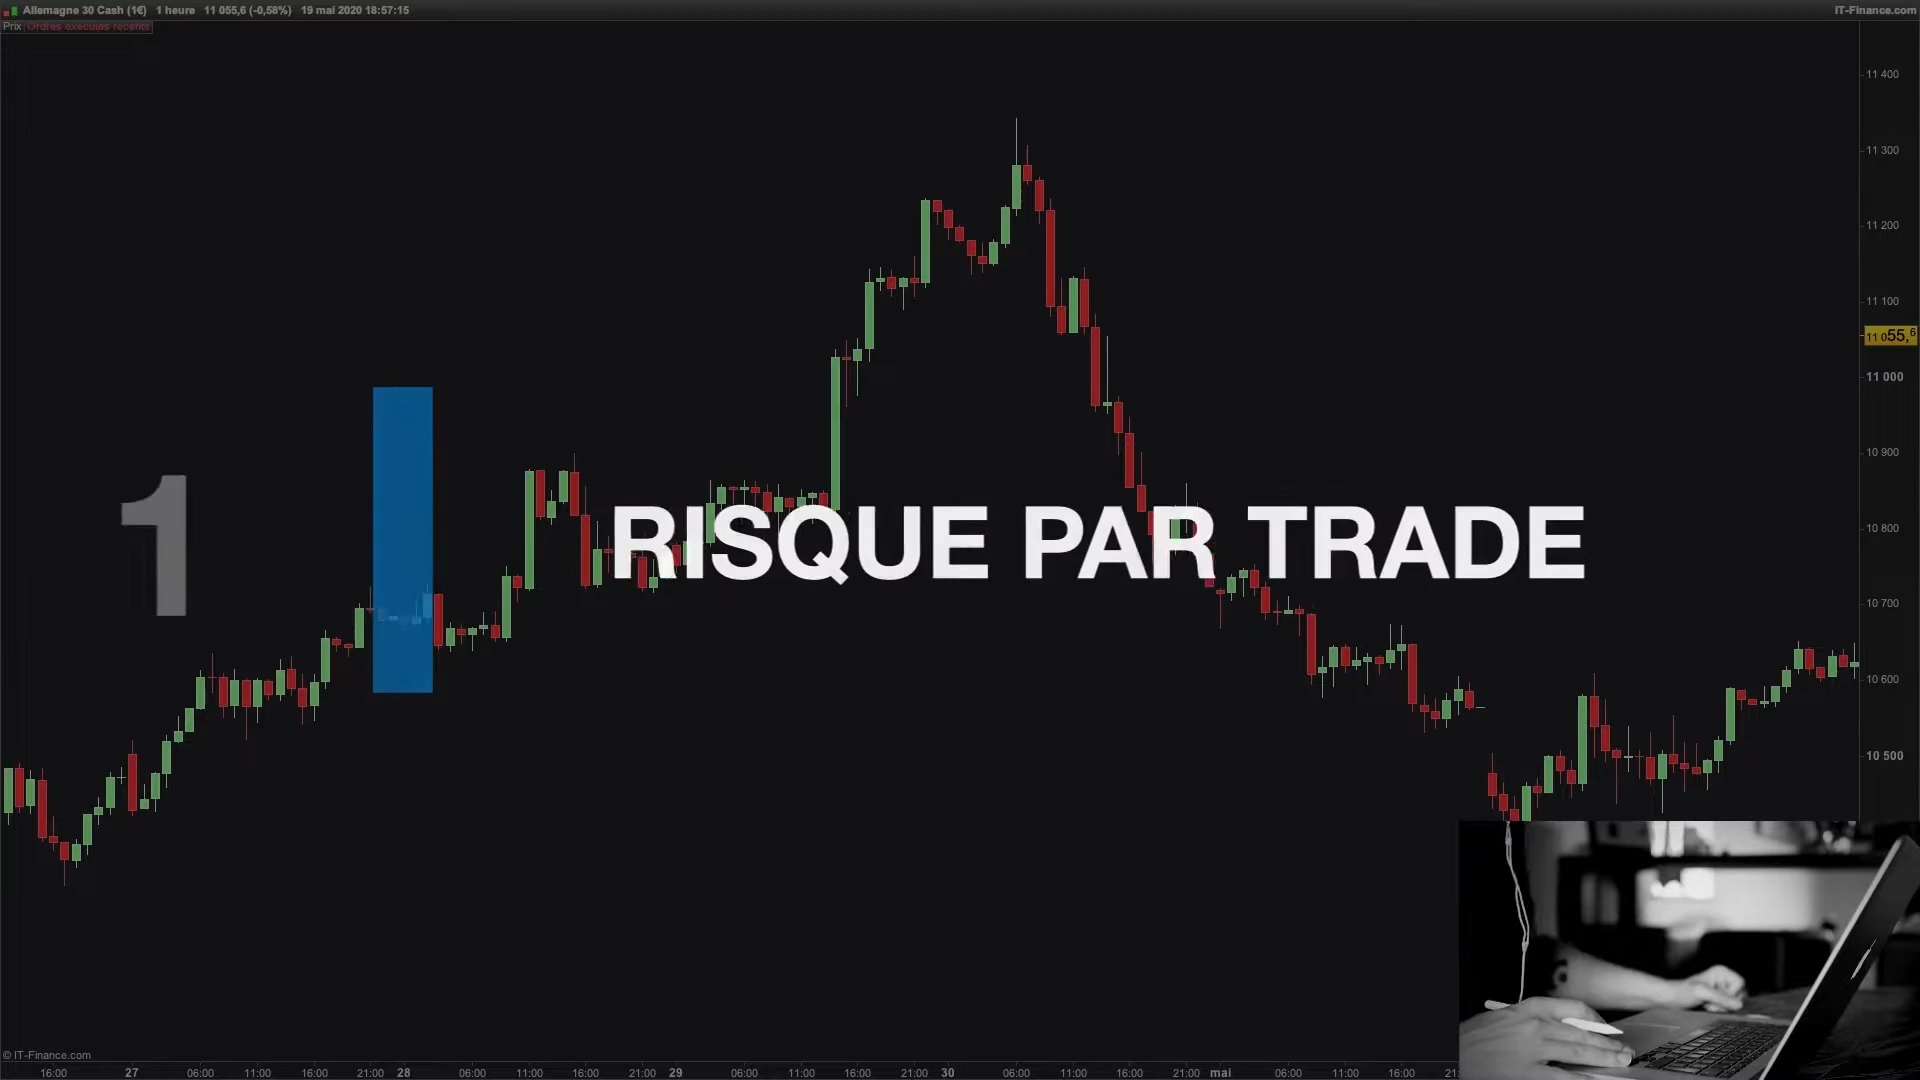 Allemagne 30 Cash (1€) 1 heure 11 055,6 (-0,58%) 19 mai 2020 18:57:15
IT-Finance.com
Prix Ordres exécutés récents
11 400
11 300
11 200
11 100
11 055,6
11 000
10 900
1
RISQUE PAR TRADE
10 800
10 700
10 600
10 500
© IT-Finance.com
16:00 27 06:00 11:00 16:00 21:00 28 06:00 11:00 16:00 21:00 29 06:00 11:00 16:00 21:00 30 06:00 11:00 16:00 21:00 mai 06:00 11:00 16:00